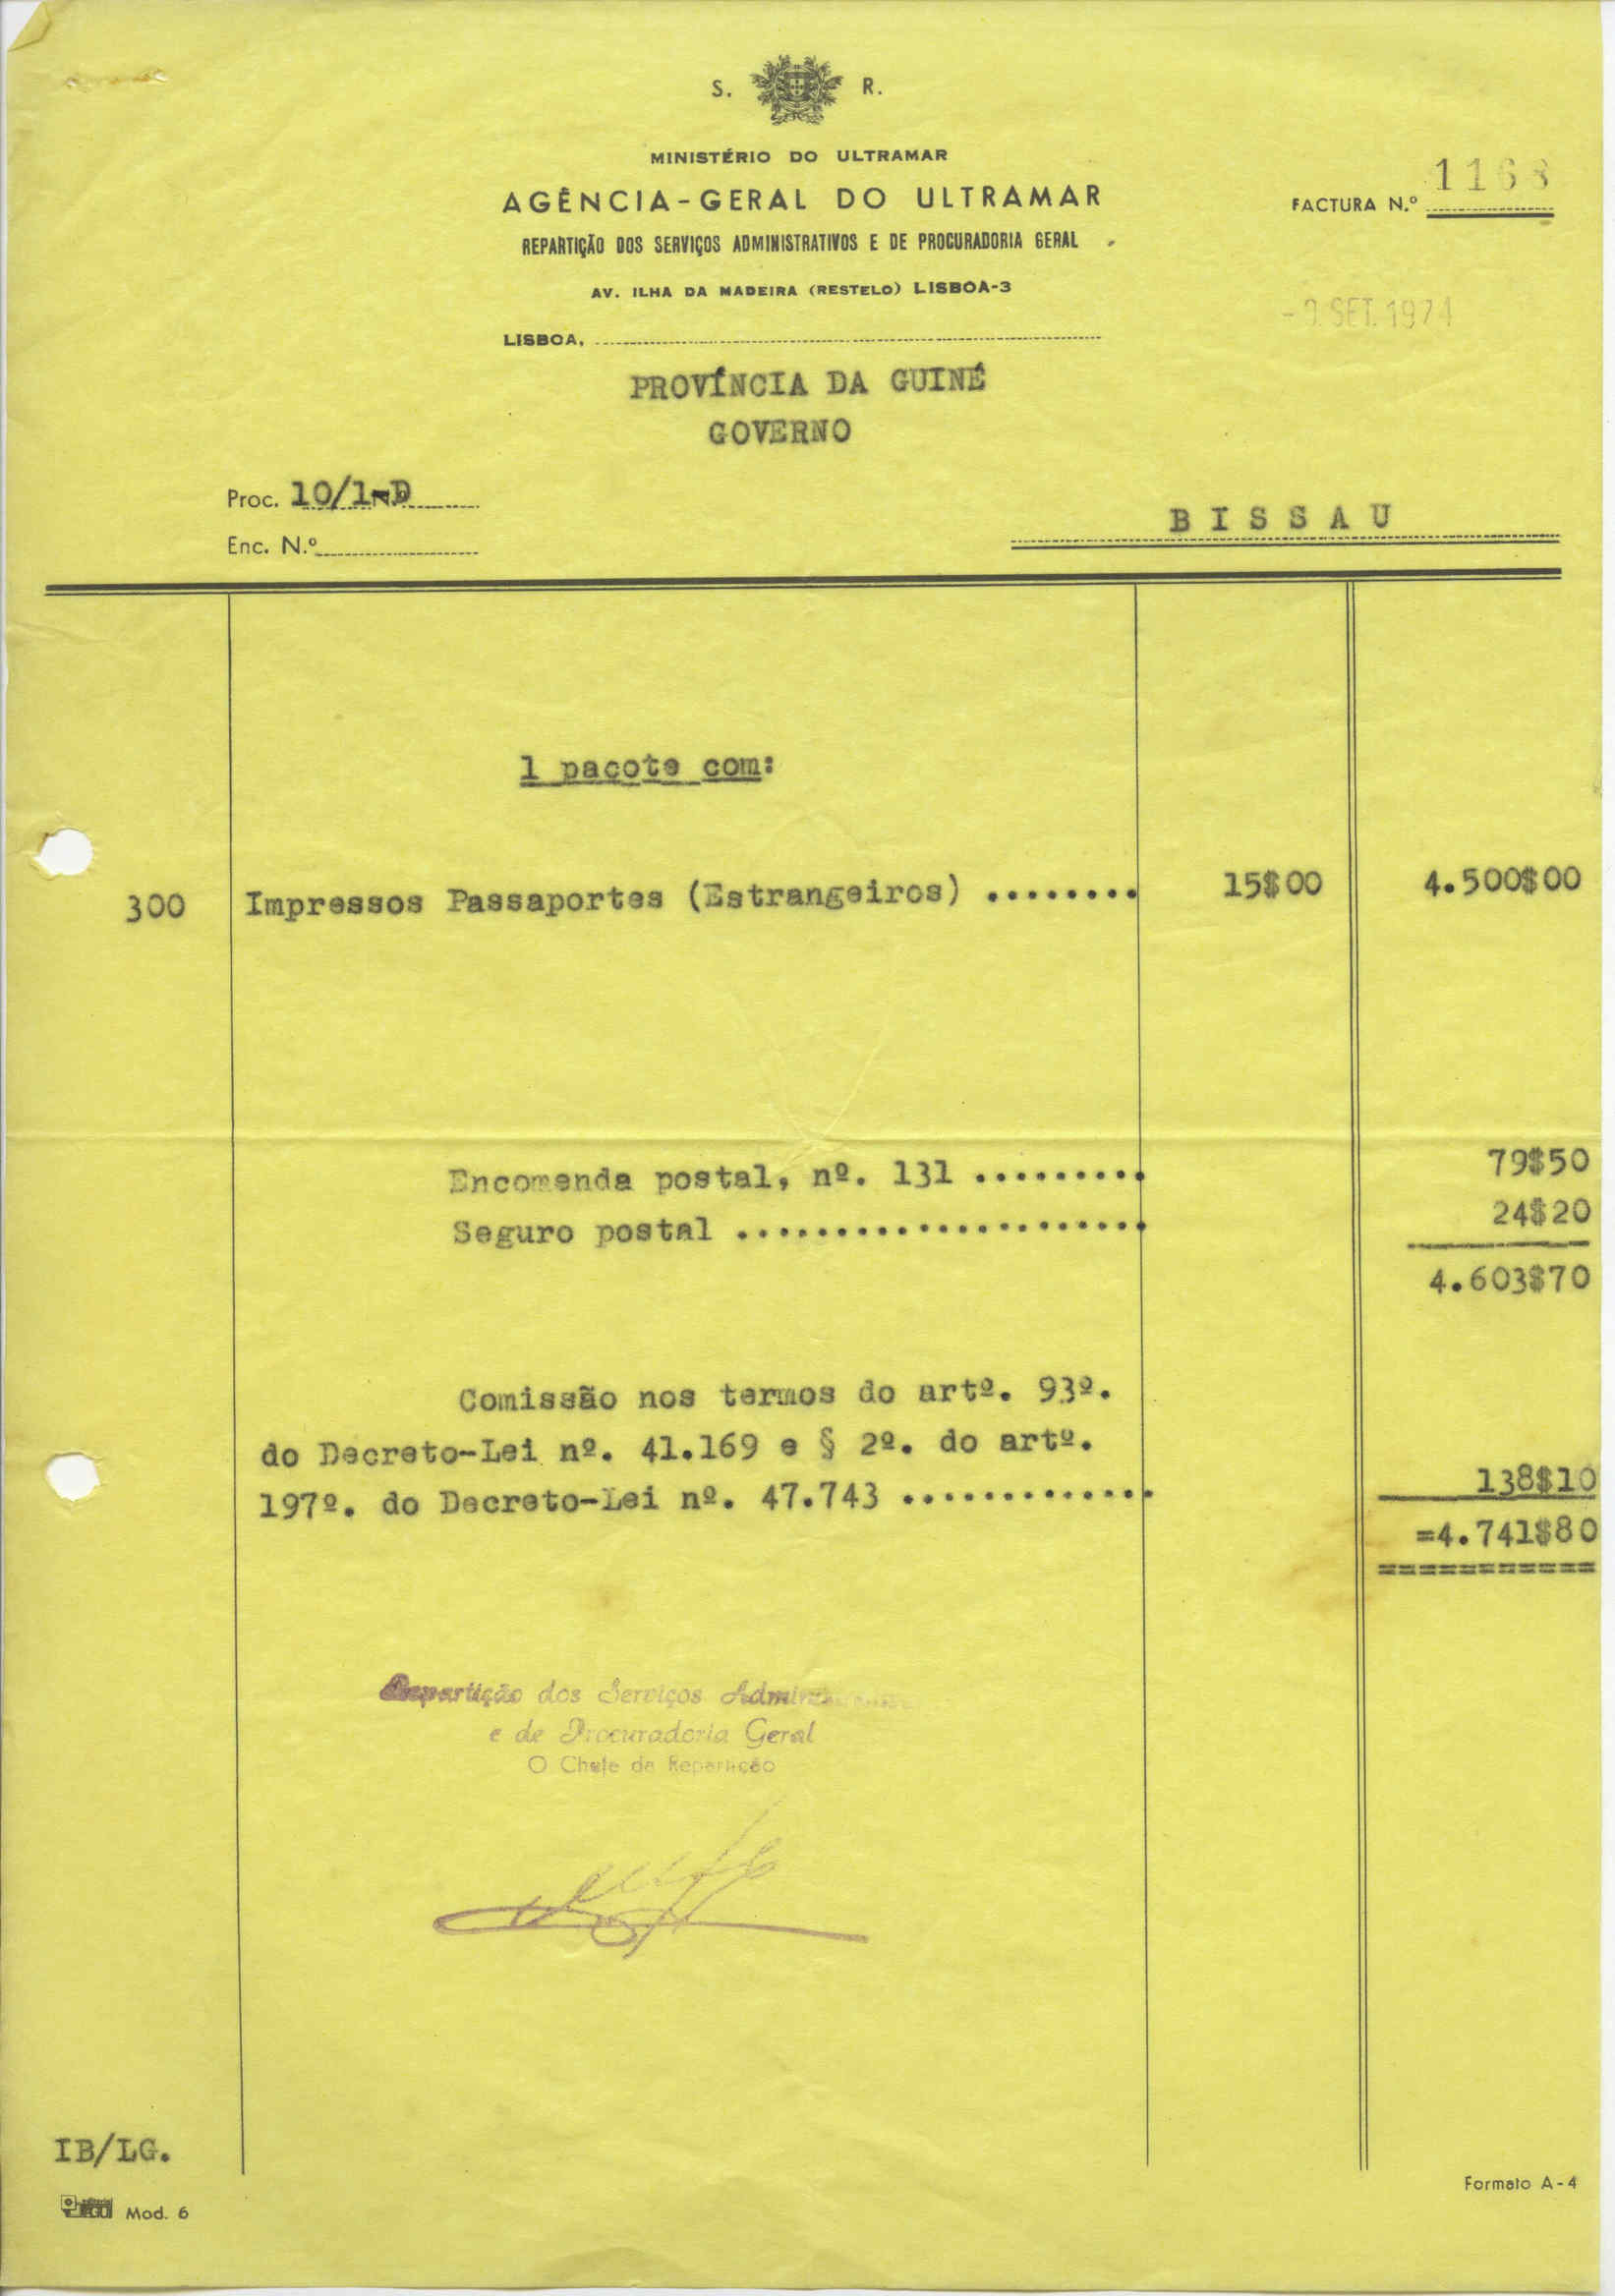 S. R.
MINISTÉRIO DO ULTRAMAR
AGÊNCIA-GERAL DO ULTRAMAR
REPARTIÇÃO DOS SERVIÇOS ADMINISTRATIVOS E DE PROCURADORIA GERAL
AV. ILHA DA MADEIRA (RESTELO) LISBOA-3
FACTURA N.º 1168
SET. 1974
LISBOA,
PROVÍNCIA DA GUINÉ
GOVERNO
Proc. 10/1-D
Enc. N.º
BISSAU
1 pacote com:
300 Impressos Passaportes (Estrangeiros) ........ 15$00 4.500$00
Encomenda postal, nº. 131 ......... 79$50
Seguro postal ..................... 24$20
4.603$70
Comissão nos termos do artº. 93º.
do Decreto-Lei nº. 41.169 e § 2º. do artº.
197º. do Decreto-Lei nº. 47.743 ............. 138$10
=4.741$80
===========
Repartição dos Serviços
e de Procuradoria Geral
O Chefe da Repartição
IB/LG.
Mod. 6
Formato A-4